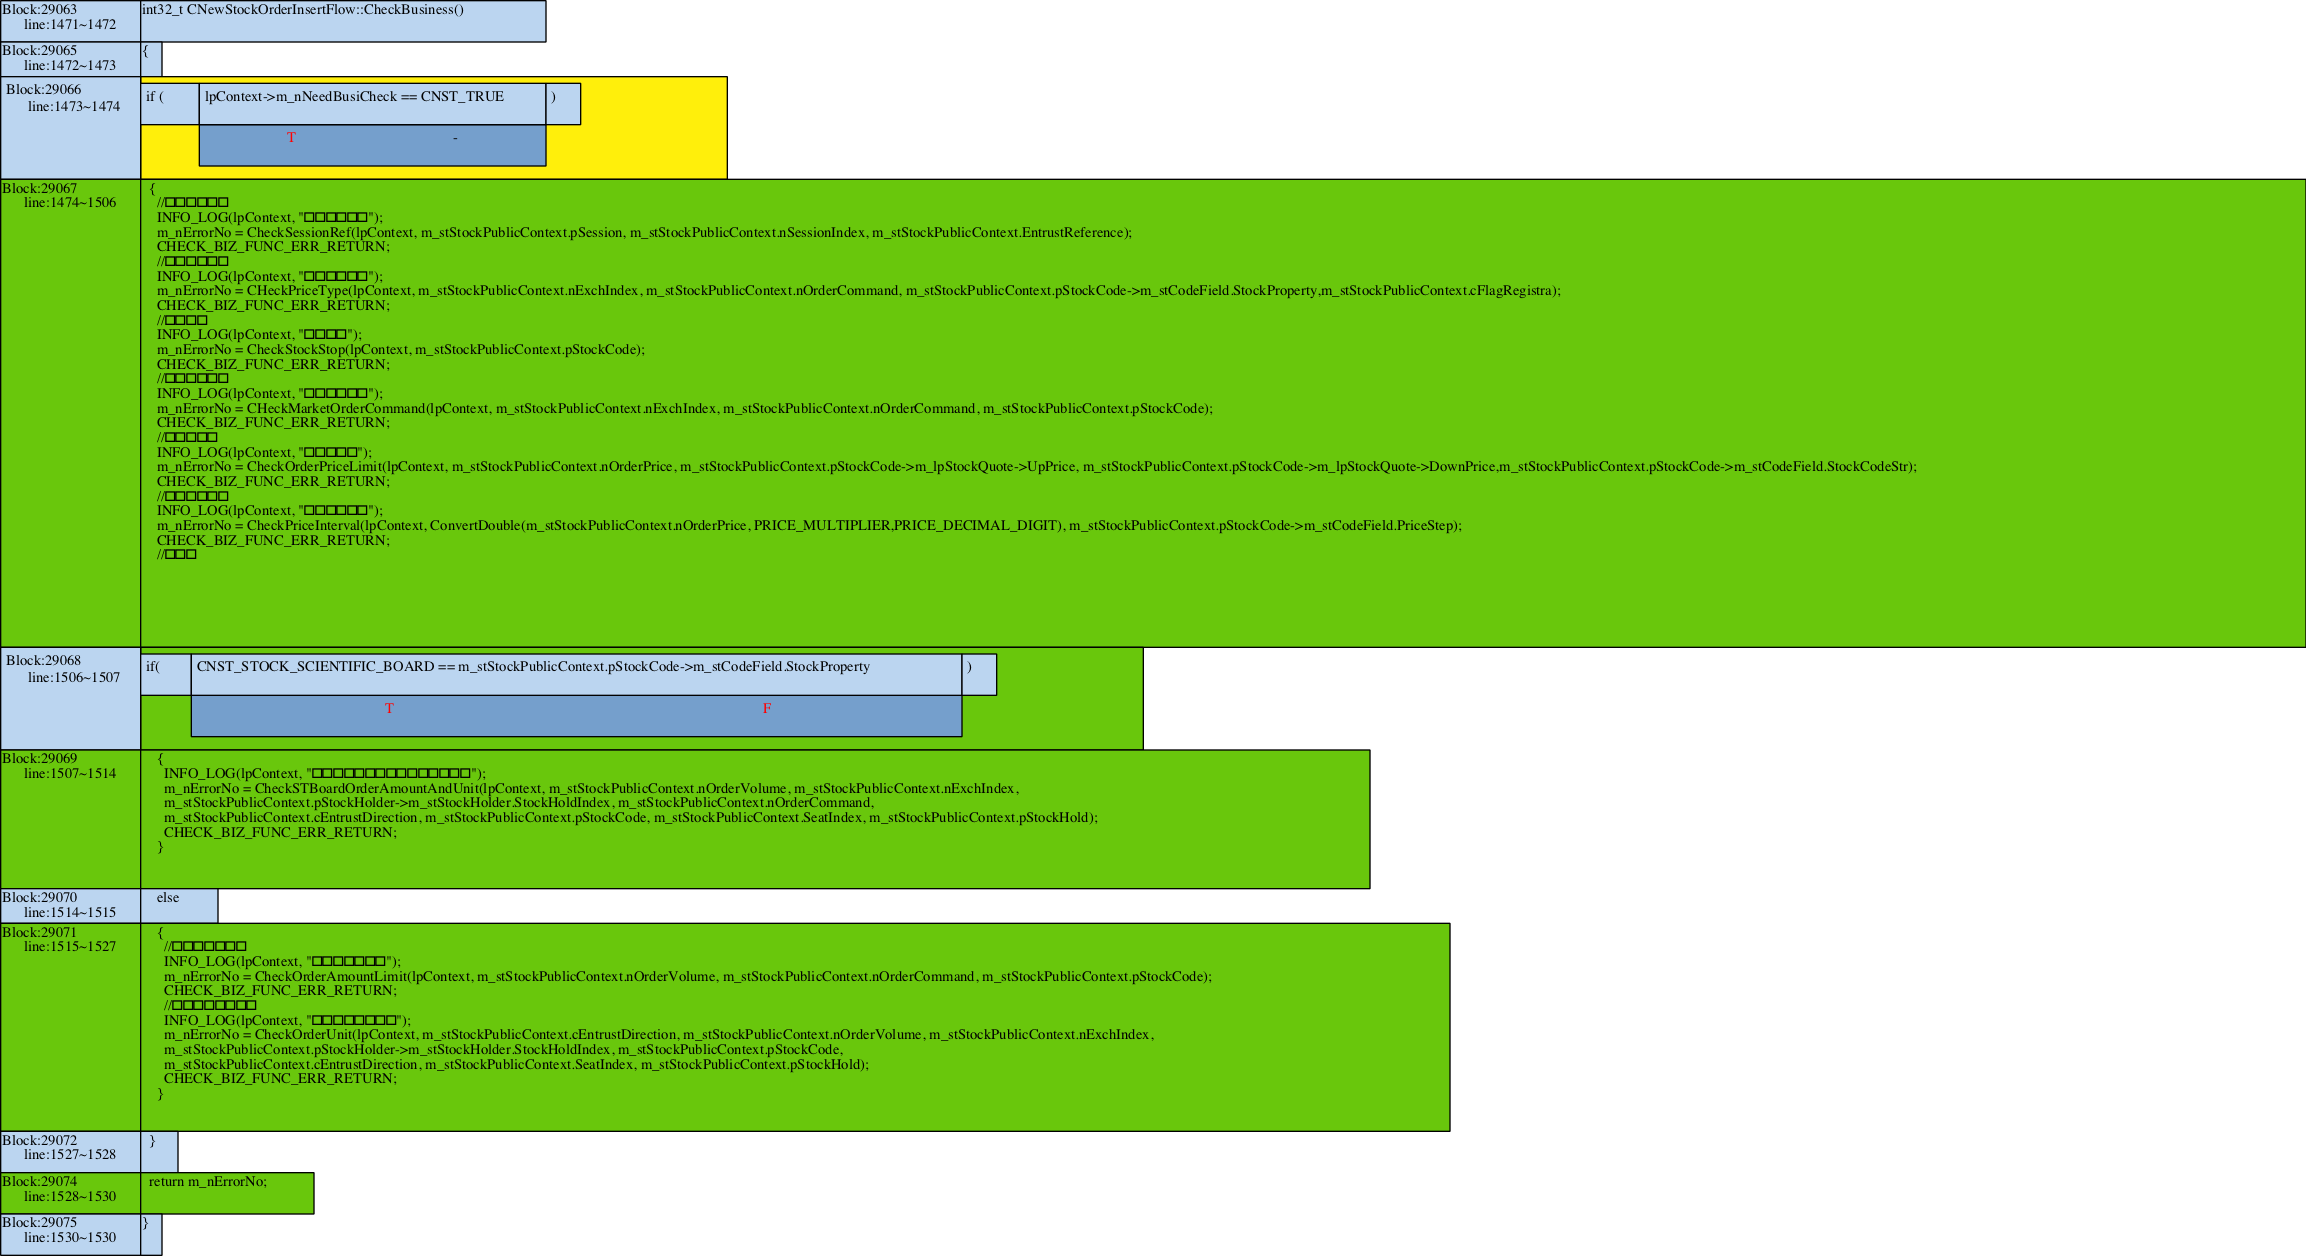 Block:29063
line:1471~1472
int32_t CNewStockOrderInsertFlow::CheckBusiness()
Block:29065
line:1472~1473
{
Block:29066
line:1473~1474
if ( lpContext->m_nNeedBusiCheck == CNST_TRUE )
T -
Block:29067
line:1474~1506
{
//□□□□□□
INFO_LOG(lpContext, "□□□□□□");
m_nErrorNo = CheckSessionRef(lpContext, m_stStockPublicContext.pSession, m_stStockPublicContext.nSessionIndex, m_stStockPublicContext.EntrustReference);
CHECK_BIZ_FUNC_ERR_RETURN;
//□□□□□□
INFO_LOG(lpContext, "□□□□□□");
m_nErrorNo = CHeckPriceType(lpContext, m_stStockPublicContext.nExchIndex, m_stStockPublicContext.nOrderCommand, m_stStockPublicContext.pStockCode->m_stCodeField.StockProperty,m_stStockPublicContext.cFlagRegistra);
CHECK_BIZ_FUNC_ERR_RETURN;
//□□□□
INFO_LOG(lpContext, "□□□□");
m_nErrorNo = CheckStockStop(lpContext, m_stStockPublicContext.pStockCode);
CHECK_BIZ_FUNC_ERR_RETURN;
//□□□□□□
INFO_LOG(lpContext, "□□□□□□");
m_nErrorNo = CHeckMarketOrderCommand(lpContext, m_stStockPublicContext.nExchIndex, m_stStockPublicContext.nOrderCommand, m_stStockPublicContext.pStockCode);
CHECK_BIZ_FUNC_ERR_RETURN;
//□□□□□
INFO_LOG(lpContext, "□□□□□");
m_nErrorNo = CheckOrderPriceLimit(lpContext, m_stStockPublicContext.nOrderPrice, m_stStockPublicContext.pStockCode->m_lpStockQuote->UpPrice, m_stStockPublicContext.pStockCode->m_lpStockQuote->DownPrice,m_stStockPublicContext.pStockCode->m_stCodeField.StockCodeStr);
CHECK_BIZ_FUNC_ERR_RETURN;
//□□□□□□
INFO_LOG(lpContext, "□□□□□□");
m_nErrorNo = CheckPriceInterval(lpContext, ConvertDouble(m_stStockPublicContext.nOrderPrice, PRICE_MULTIPLIER,PRICE_DECIMAL_DIGIT), m_stStockPublicContext.pStockCode->m_stCodeField.PriceStep);
CHECK_BIZ_FUNC_ERR_RETURN;
//□□□
Block:29068
line:1506~1507
if( CNST_STOCK_SCIENTIFIC_BOARD == m_stStockPublicContext.pStockCode->m_stCodeField.StockProperty )
T F
Block:29069
line:1507~1514
{
INFO_LOG(lpContext, "□□□□□□□□□□□□□□□");
m_nErrorNo = CheckSTBoardOrderAmountAndUnit(lpContext, m_stStockPublicContext.nOrderVolume, m_stStockPublicContext.nExchIndex,
m_stStockPublicContext.pStockHolder->m_stStockHolder.StockHoldIndex, m_stStockPublicContext.nOrderCommand,
m_stStockPublicContext.cEntrustDirection, m_stStockPublicContext.pStockCode, m_stStockPublicContext.SeatIndex, m_stStockPublicContext.pStockHold);
CHECK_BIZ_FUNC_ERR_RETURN;
}
Block:29070
line:1514~1515
else
Block:29071
line:1515~1527
{
//□□□□□□□
INFO_LOG(lpContext, "□□□□□□□");
m_nErrorNo = CheckOrderAmountLimit(lpContext, m_stStockPublicContext.nOrderVolume, m_stStockPublicContext.nOrderCommand, m_stStockPublicContext.pStockCode);
CHECK_BIZ_FUNC_ERR_RETURN;
//□□□□□□□□
INFO_LOG(lpContext, "□□□□□□□□");
m_nErrorNo = CheckOrderUnit(lpContext, m_stStockPublicContext.cEntrustDirection, m_stStockPublicContext.nOrderVolume, m_stStockPublicContext.nExchIndex,
m_stStockPublicContext.pStockHolder->m_stStockHolder.StockHoldIndex, m_stStockPublicContext.pStockCode,
m_stStockPublicContext.cEntrustDirection, m_stStockPublicContext.SeatIndex, m_stStockPublicContext.pStockHold);
CHECK_BIZ_FUNC_ERR_RETURN;
}
Block:29072
line:1527~1528
}
Block:29074
line:1528~1530
return m_nErrorNo;
Block:29075
line:1530~1530
}